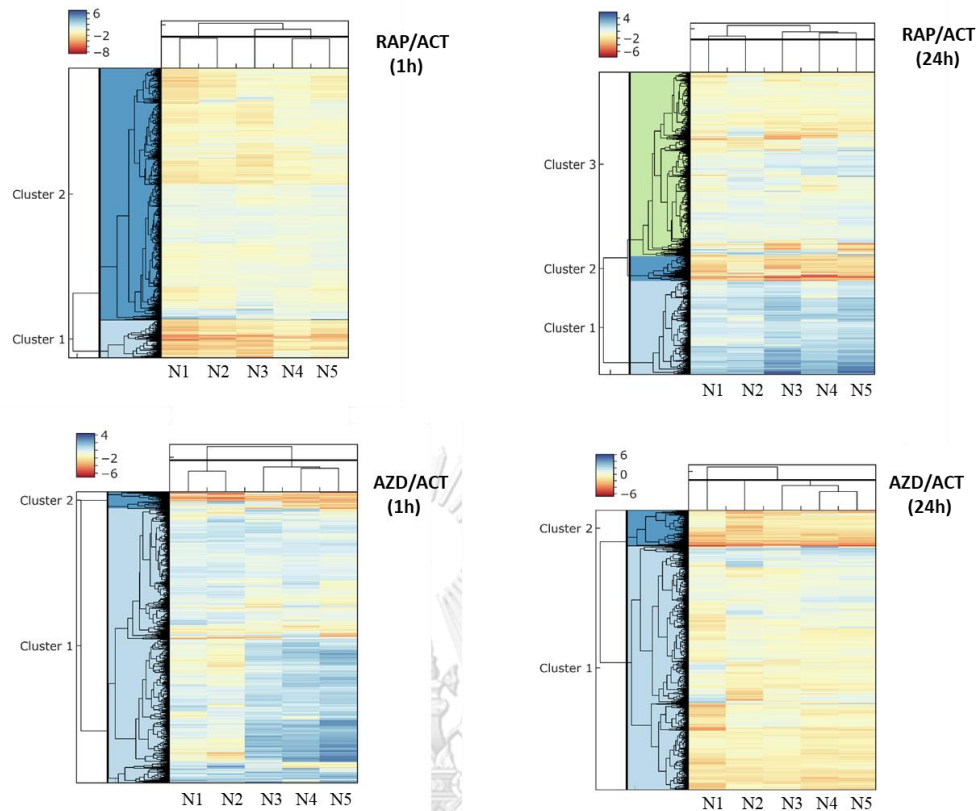 6
−2
−8
RAP/ACT
(1h)
Cluster 2
Cluster 1
N1 N2 N3 N4 N5
4
−2
−8
RAP/ACT
(24h)
Cluster 3
Cluster 2
Cluster 1
N1 N2 N3 N4 N5
4
−2
−6
AZD/ACT
(1h)
Cluster 2
Cluster 1
N1 N2 N3 N4 N5
6
0
−6
AZD/ACT
(24h)
Cluster 2
Cluster 1
N1 N2 N3 N4 N5